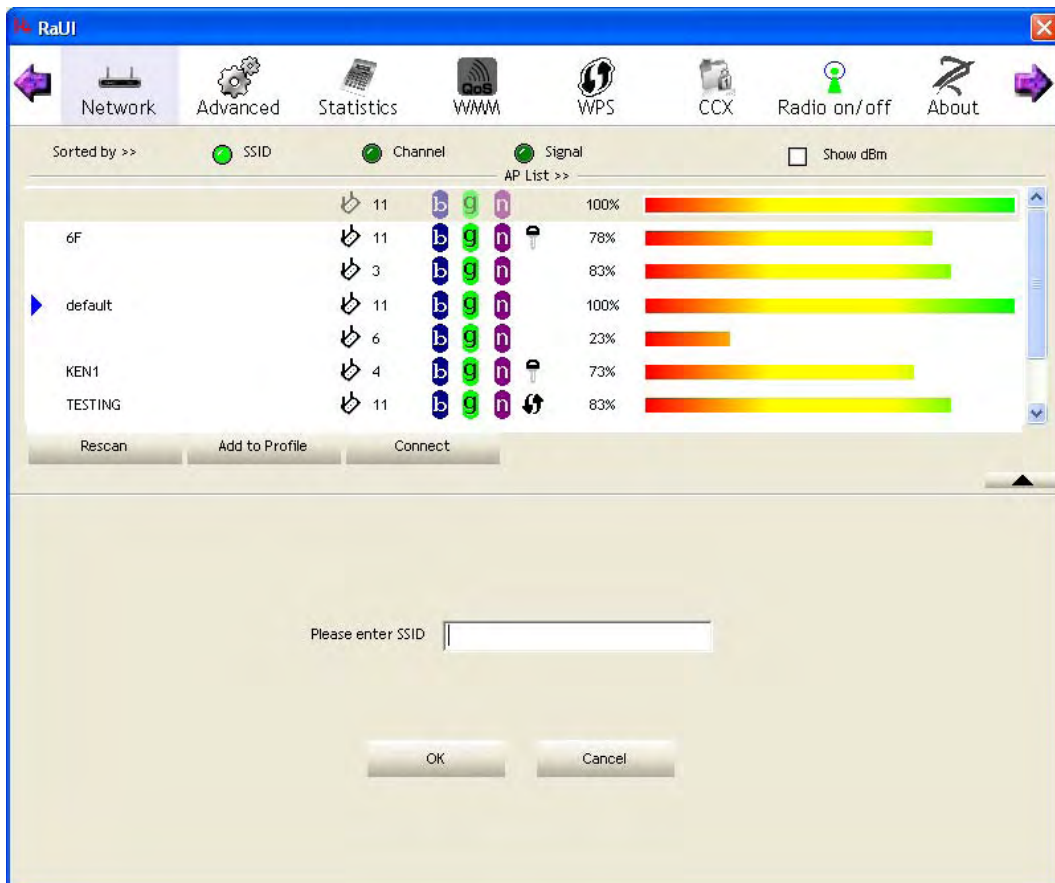 RaUI
Network Advanced Statistics QoS WMM WPS CCX Radio on/off About
Sorted by >> SSID Channel Signal Show dBm
AP List >>
11 b g n 100%
6F 11 b g n 78%
3 b g n 83%
default 11 b g n 100%
6 b g n 23%
KEN1 4 b g n 73%
TESTING 11 b g n 83%
Rescan Add to Profile Connect
Please enter SSID
OK Cancel